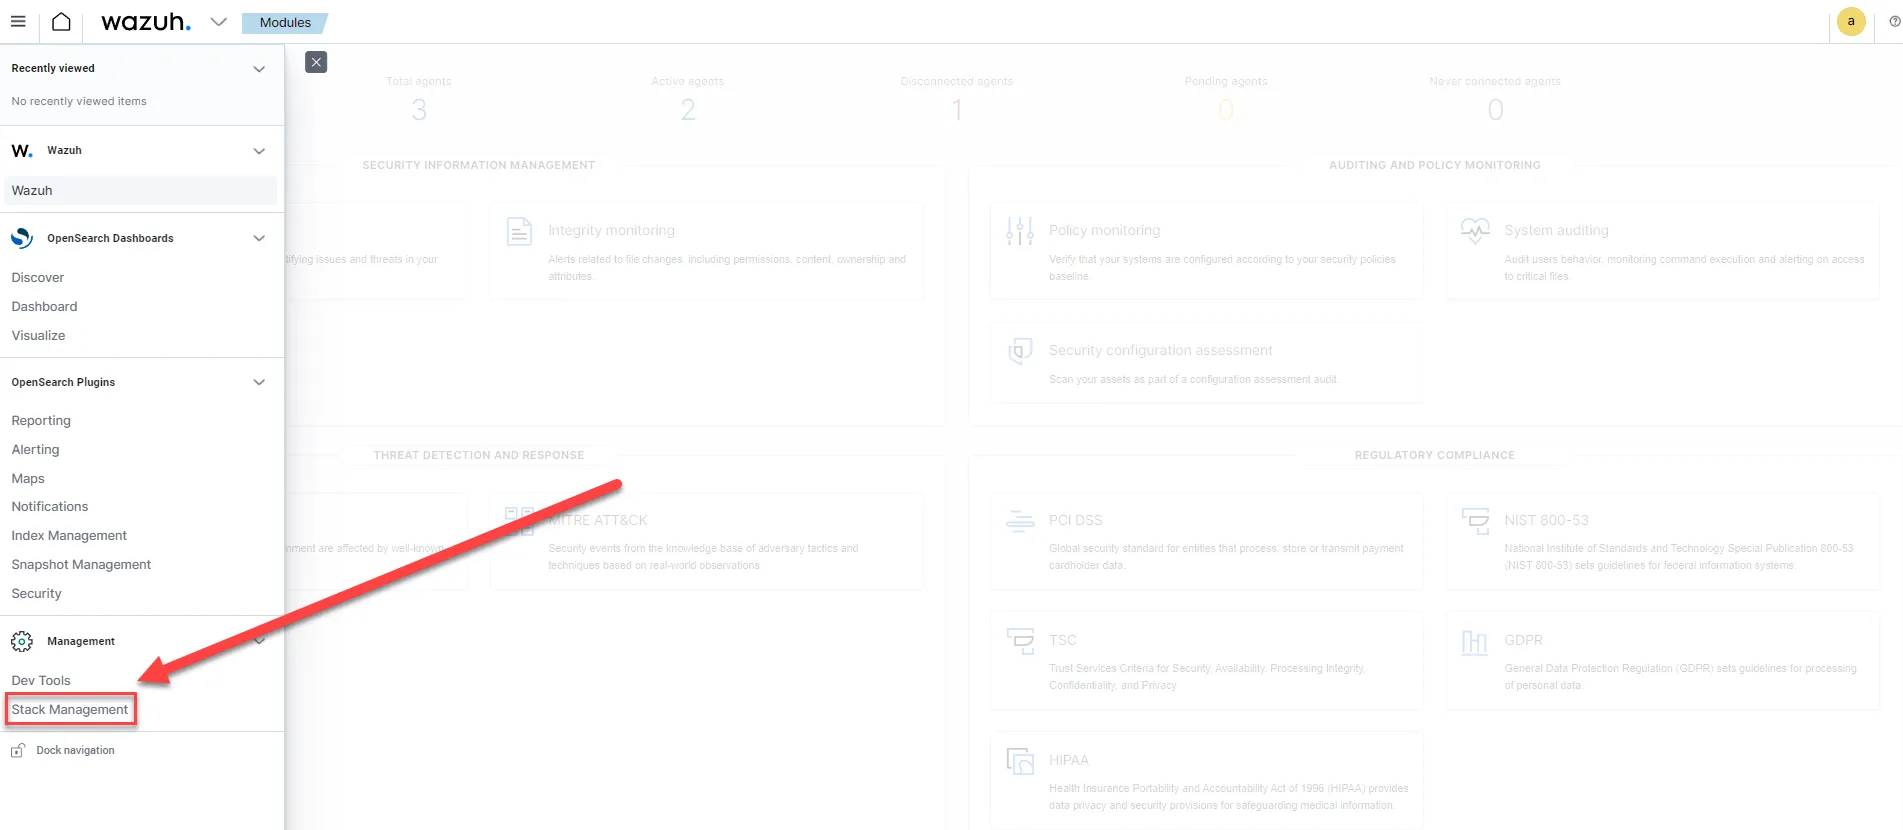 wazuh.
Modules
a
Recently viewed
No recently viewed items
W. Wazuh
Wazuh
OpenSearch Dashboards
Discover
Dashboard
Visualize
OpenSearch Plugins
Reporting
Alerting
Maps
Notifications
Index Management
Snapshot Management
Security
Management
Dev Tools
Stack Management
Dock navigation
Total agents
3
Active agents
2
Disconnected agents
1
Pending agents
0
Never connected agents
0
SECURITY INFORMATION MANAGEMENT
tifying issues and threats in your
Integrity monitoring
Alerts related to file changes, including permissions, content, ownership and
attributes.
AUDITING AND POLICY MONITORING
Policy monitoring
Verify that your systems are configured according to your security policies
baseline.
System auditing
Audit users behavior, monitoring command execution and alerting on access
to critical files.
Security configuration assessment
Scan your assets as part of a configuration assessment audit.
THREAT DETECTION AND RESPONSE
nment are affected by well-known
MITRE ATT&CK
Security events from the knowledge base of adversary tactics and
techniques based on real-world observations
REGULATORY COMPLIANCE
PCI DSS
Global security standard for entities that process, store or transmit payment
cardholder data.
NIST 800-53
National Institute of Standards and Technology Special Publication 800-53
(NIST 800-53) sets guidelines for federal information systems.
TSC
Trust Services Criteria for Security, Availability, Processing Integrity,
Confidentiality, and Privacy
GDPR
General Data Protection Regulation (GDPR) sets guidelines for processing
of personal data.
HIPAA
Health Insurance Portability and Accountability Act of 1996 (HIPAA) provides
data privacy and security provisions for safeguarding medical information.